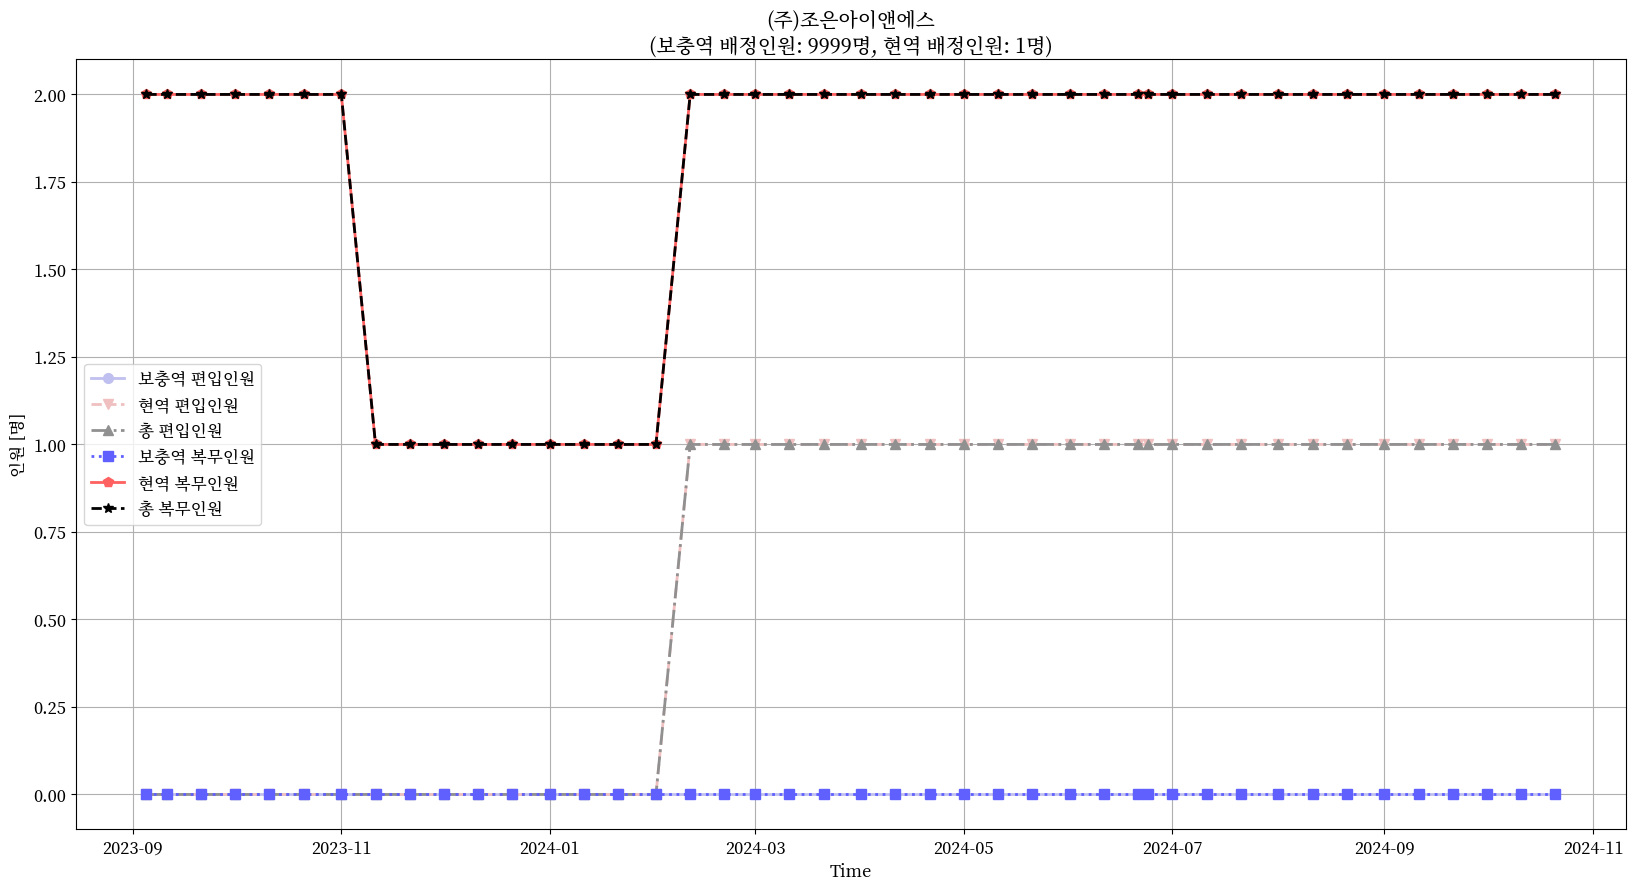 (주)조은아이앤에스
(보충역 배정인원: 9999명, 현역 배정인원: 1명)
2.00
1.75
1.50
1.25
1.00
0.75
0.50
0.25
0.00
인원 [명]
보충역 편입인원
현역 편입인원
총 편입인원
보충역 복무인원
현역 복무인원
총 복무인원
2023-09 2023-11 2024-01 2024-03 2024-05 2024-07 2024-09 2024-11
Time